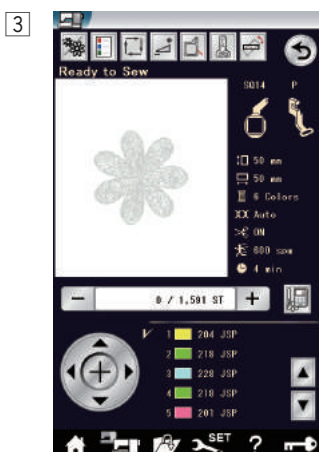 3
Ready to Sew
SQ14 P
50 mm
50 mm
6 Colors
Auto
ON
600 spm
4 min
− 0 / 1,591 ST +
1 204 JSP
2 218 JSP
3 228 JSP
4 218 JSP
5 201 JSP
SET ?